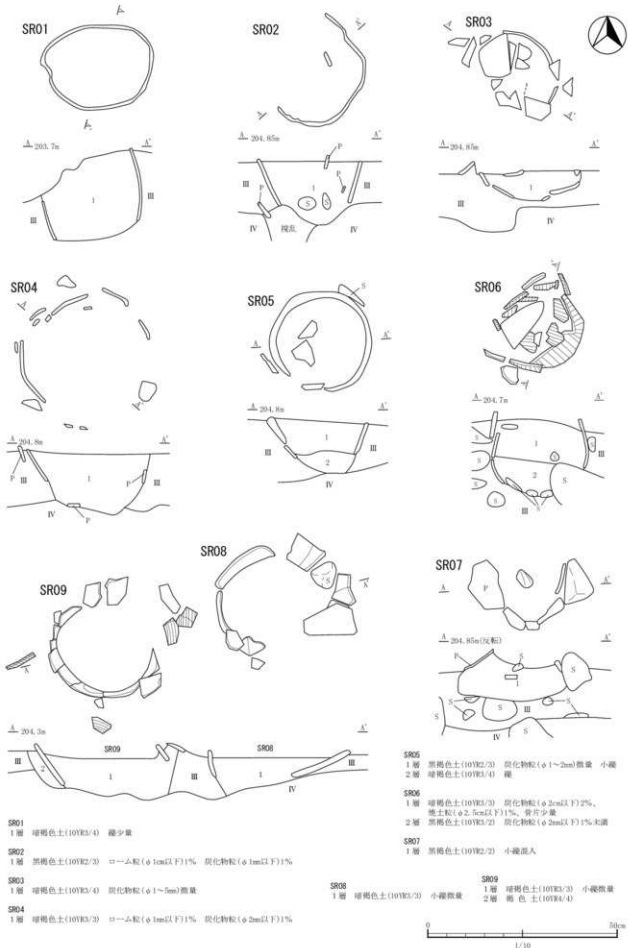 SR01
SR02
SR03
A
A'
A
A'
A
A'
A 203.7m A'
A 204.85m A'
A 204.85m A'
Ⅲ 1 Ⅲ
P
Ⅲ 1 P Ⅲ
P S S
Ⅳ 攪乱 Ⅳ
1
Ⅲ Ⅳ
SR04
SR05
SR06
A
A'
S
A A'
A
A'
A 204.8m A'
A 204.8m A'
A 204.7m A'
P Ⅲ 1 P Ⅲ
Ⅳ P
Ⅲ 1 Ⅲ
2
Ⅳ
S 1 Ⅲ S
S 2
S Ⅲ S
S
SR09
SR08
SR07
S
A
A'
A P A'
A 204.85m(反転) A'
P S S
1
S S Ⅲ S
S Ⅳ S
A 204.3m A'
SR09 SR08
Ⅲ 2 1 Ⅲ 1 Ⅲ
Ⅳ
SR01
1層 暗褐色土(10YR3/4) 礫少量
SR02
1層 黒褐色土(10YR2/3) ローム粒(φ1cm以下)1% 炭化物粒(φ1mm以下)1%
SR03
1層 暗褐色土(10YR3/4) 炭化物粒(φ1～5mm)微量
SR04
1層 暗褐色土(10YR3/3) ローム粒(φ1mm以下)1% 炭化物粒(φ2mm以下)1%
SR05
1層 黒褐色土(10YR2/3) 炭化物粒(φ1～2mm)微量 小礫
2層 暗褐色土(10YR3/4) 礫
SR06
1層 暗褐色土(10YR3/3) 炭化物粒(φ2cm以下)2%、
焼土粒(φ2.5cm以下)1%、骨片少量
2層 黒褐色土(10YR3/2) 炭化物粒(φ2mm以下)1%未満
SR07
1層 黒褐色土(10YR2/2) 小礫混入
SR08
1層 暗褐色土(10YR3/3) 小礫微量
SR09
1層 暗褐色土(10YR3/3) 小礫微量
2層 褐色土(10YR4/4)
0 50cm
1/10